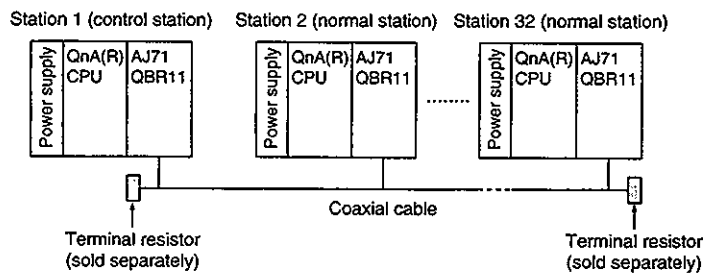 Station 1 (control station) Station 2 (normal station) Station 32 (normal station)
Power supply QnA(R) CPU AJ71 QBR11
Power supply QnA(R) CPU AJ71 QBR11
Power supply QnA(R) CPU AJ71 QBR11
Coaxial cable
Terminal resistor
(sold separately)
Terminal resistor
(sold separately)